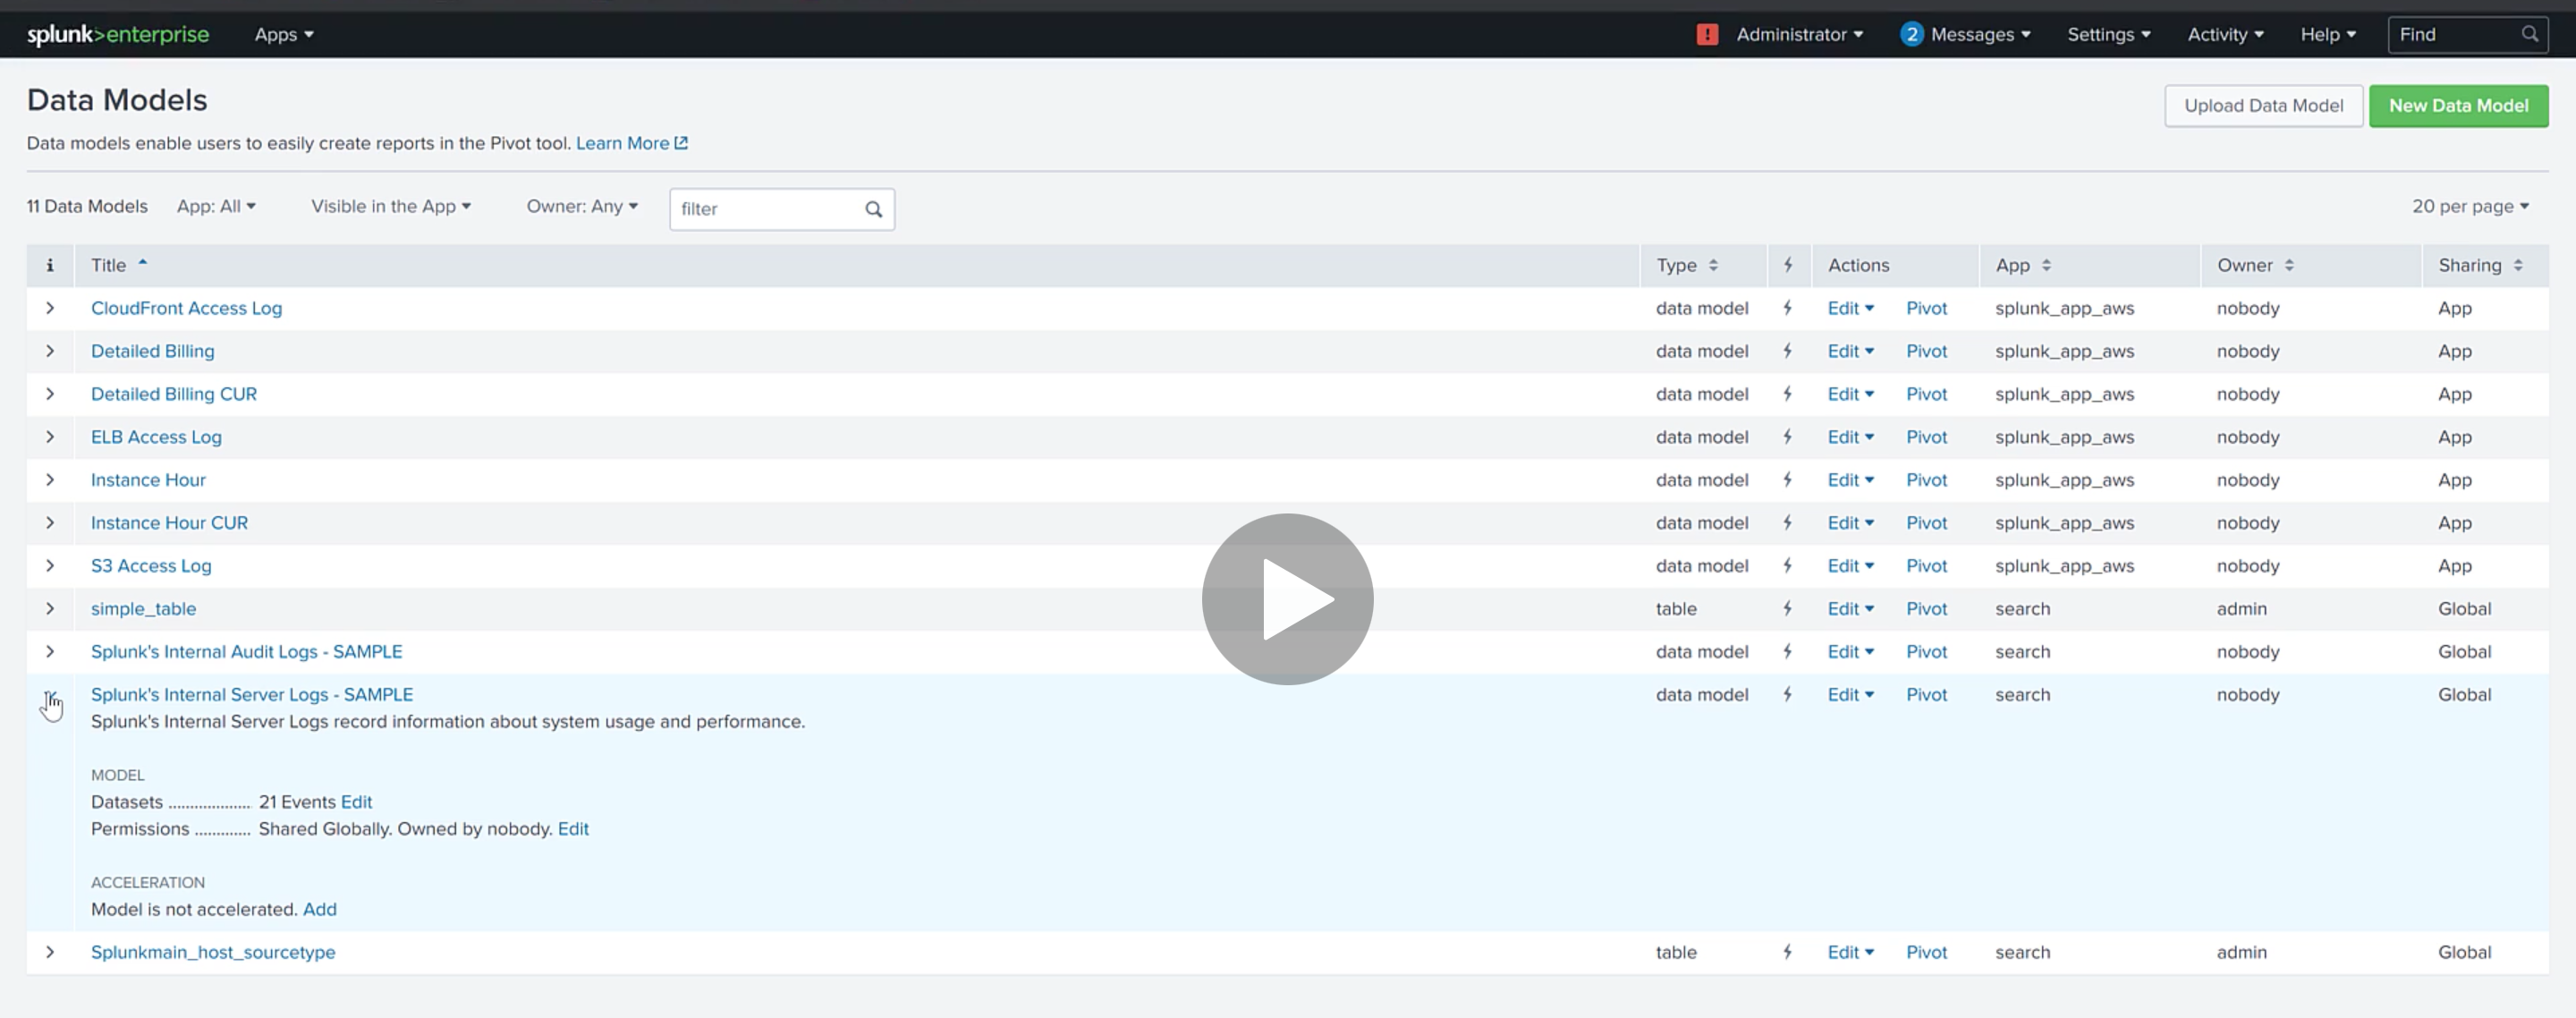 splunk>enterprise Apps Administrator 2 Messages Settings Activity Help Find
Data Models
Upload Data Model New Data Model
Data models enable users to easily create reports in the Pivot tool. Learn More
11 Data Models App: All Visible in the App Owner: Any filter 20 per page
i Title Type Actions App Owner Sharing
CloudFront Access Log data model Edit Pivot splunk_app_aws nobody App
Detailed Billing data model Edit Pivot splunk_app_aws nobody App
Detailed Billing CUR data model Edit Pivot splunk_app_aws nobody App
ELB Access Log data model Edit Pivot splunk_app_aws nobody App
Instance Hour data model Edit Pivot splunk_app_aws nobody App
Instance Hour CUR data model Edit Pivot splunk_app_aws nobody App
S3 Access Log data model Edit Pivot splunk_app_aws nobody App
simple_table table Edit Pivot search admin Global
Splunk's Internal Audit Logs - SAMPLE data model Edit Pivot search nobody Global
Splunk's Internal Server Logs - SAMPLE data model Edit Pivot search nobody Global
Splunk's Internal Server Logs record information about system usage and performance.
MODEL
Datasets ................... 21 Events Edit
Permissions ............. Shared Globally. Owned by nobody. Edit
ACCELERATION
Model is not accelerated. Add
Splunkmain_host_sourcetype table Edit Pivot search admin Global